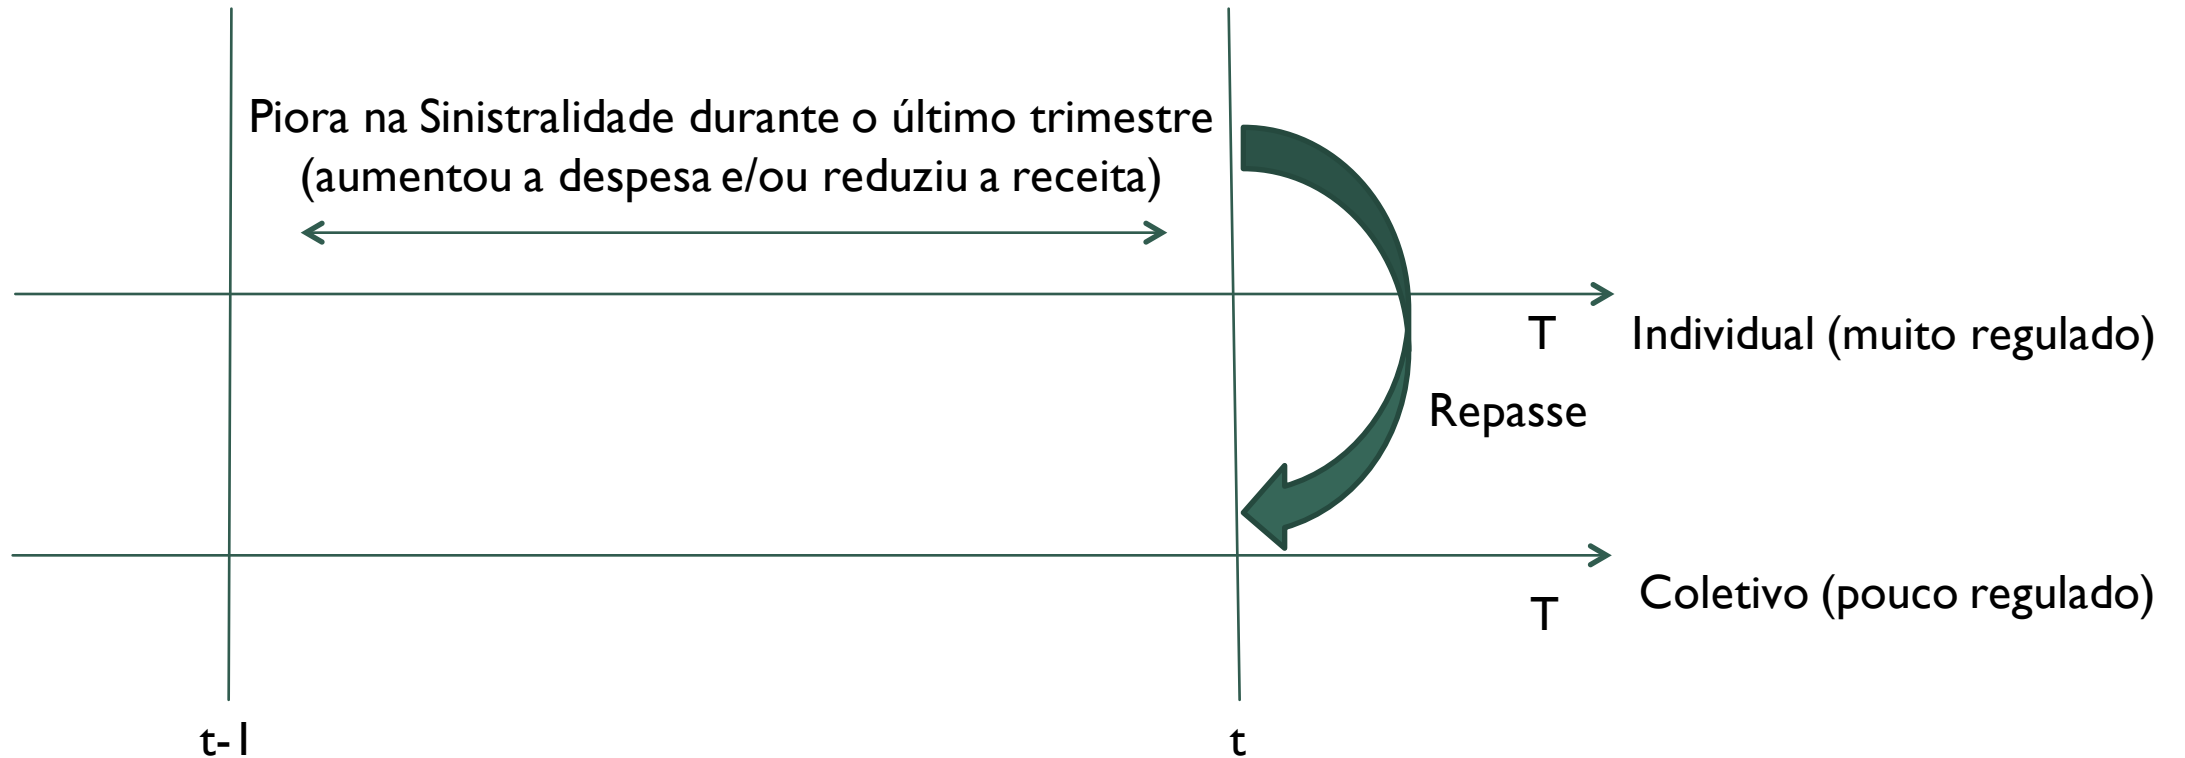 Piora na Sinistralidade durante o último trimestre
(aumentou a despesa e/ou reduziu a receita)
T
Individual (muito regulado)
Repasse
Coletivo (pouco regulado)
T
t-1
t